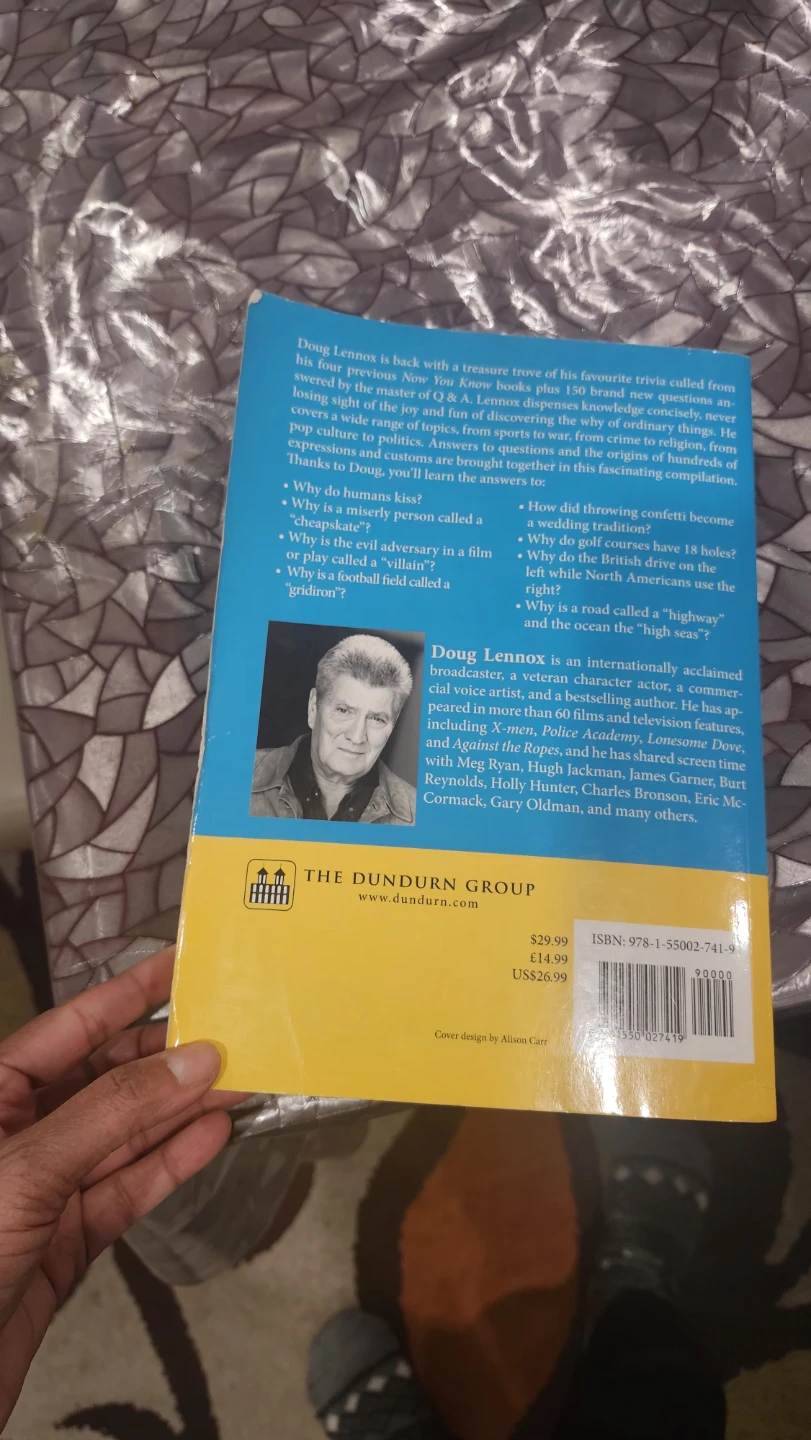 Doug Lennox is back with a treasure trove of his favourite trivia culled from
his four previous Now You Know books plus 150 brand new questions an-
swered by the master of Q & A. Lennox dispenses knowledge concisely, never
losing sight of the joy and fun of discovering the why of ordinary things. He
covers a wide range of topics, from sports to war, from crime to religion, from
pop culture to politics. Answers to questions and the origins of hundreds of
expressions and customs are brought together in this fascinating compilation.
Thanks to Doug, you'll learn the answers to:
• Why do humans kiss?
• Why is a miserly person called a
"cheapskate"?
• Why is the evil adversary in a film
or play called a "villain"?
• Why is a football field called a
"gridiron"?
• How did throwing confetti become
a wedding tradition?
• Why do golf courses have 18 holes?
• Why do the British drive on the
left while North Americans use the
right?
• Why is a road called a "highway"
and the ocean the "high seas"?
Doug Lennox is an internationally acclaimed
broadcaster, a veteran character actor, a commer-
cial voice artist, and a bestselling author. He has ap-
peared in more than 60 films and television features,
including X-men, Police Academy, Lonesome Dove,
and Against the Ropes, and he has shared screen time
with Meg Ryan, Hugh Jackman, James Garner, Burt
Reynolds, Holly Hunter, Charles Bronson, Eric Mc-
Cormack, Gary Oldman, and many others.
THE DUNDURN GROUP
www.dundurn.com
$29.99
£14.99
US$26.99
ISBN: 978-1-55002-741-9
90000
550 027419
Cover design by Alison Carr